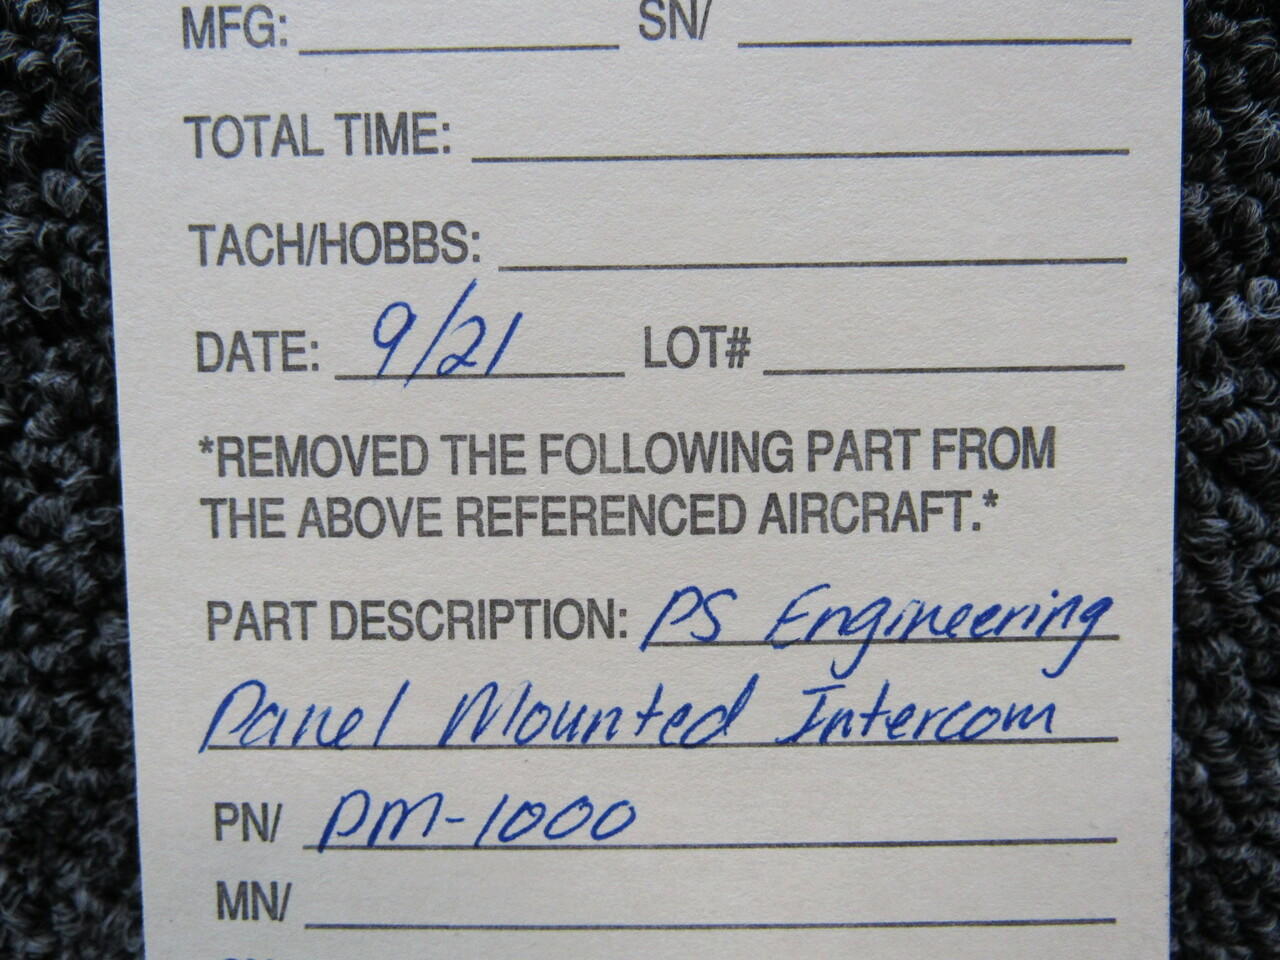 MFG: SN/
TOTAL TIME:
TACH/HOBBS:
DATE: 9/21 LOT#
*REMOVED THE FOLLOWING PART FROM
THE ABOVE REFERENCED AIRCRAFT.*
PART DESCRIPTION: PS Engineering
Panel Mounted Intercom
PN/ PM-1000
MN/